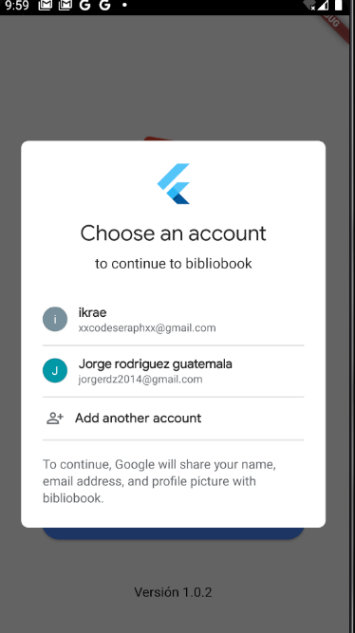 9:59 M M G G •
UG
Choose an account
to continue to bibliobook
i ikrae
xxcodeseraphxx@gmail.com
J Jorge rodriguez guatemala
jorgerdz2014@gmail.com
Add another account
To continue, Google will share your name,
email address, and profile picture with
bibliobook.
Versión 1.0.2